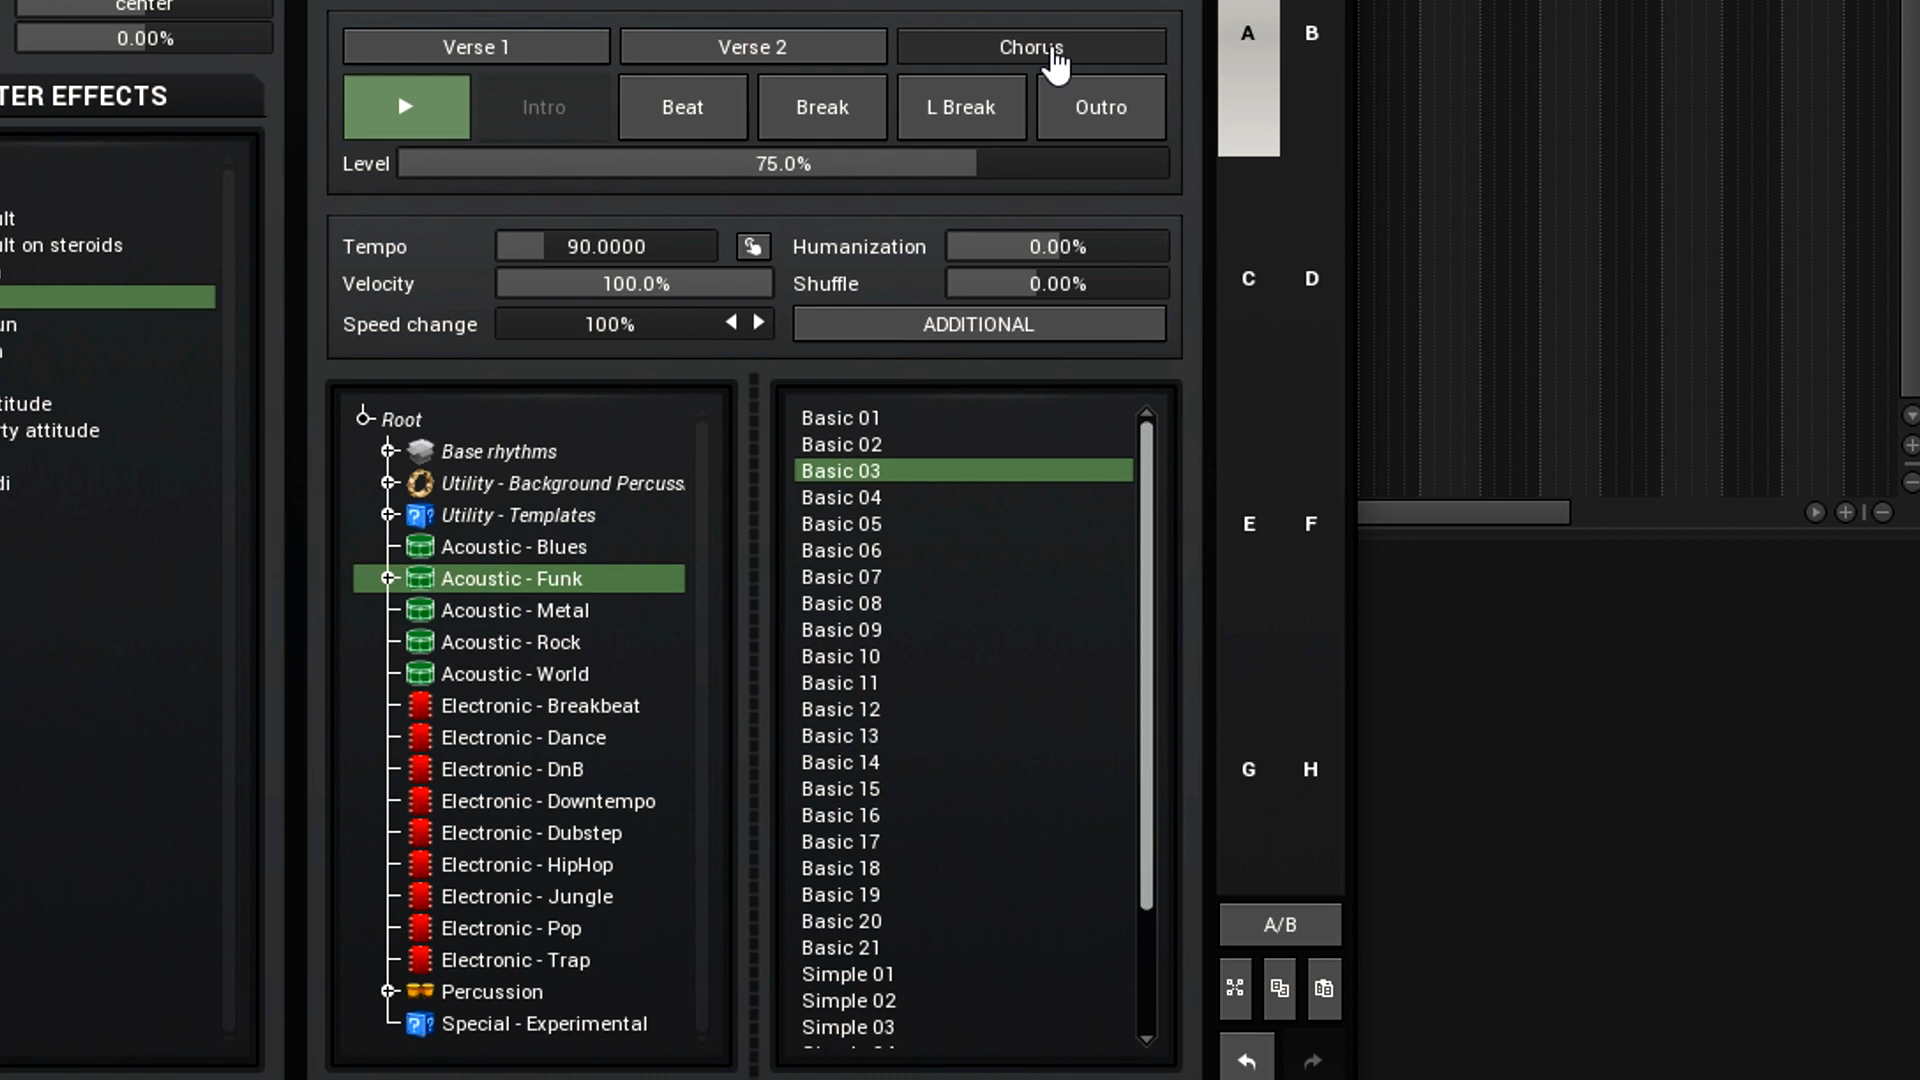 center
0.00%
TER EFFECTS
ult
ult on steroids
un
titude
ty attitude
di
Verse 1 Verse 2 Chorus
Intro Beat Break L Break Outro
Level 75.0%
Tempo 90.0000 Humanization 0.00%
Velocity 100.0% Shuffle 0.00%
Speed change 100% ADDITIONAL
Root
Base rhythms
Utility - Background Percuss.
Utility - Templates
Acoustic - Blues
Acoustic - Funk
Acoustic - Metal
Acoustic - Rock
Acoustic - World
Electronic - Breakbeat
Electronic - Dance
Electronic - DnB
Electronic - Downtempo
Electronic - Dubstep
Electronic - HipHop
Electronic - Jungle
Electronic - Pop
Electronic - Trap
Percussion
Special - Experimental
Basic 01
Basic 02
Basic 03
Basic 04
Basic 05
Basic 06
Basic 07
Basic 08
Basic 09
Basic 10
Basic 11
Basic 12
Basic 13
Basic 14
Basic 15
Basic 16
Basic 17
Basic 18
Basic 19
Basic 20
Basic 21
Simple 01
Simple 02
Simple 03
A B
C D
E F
G H
A/B